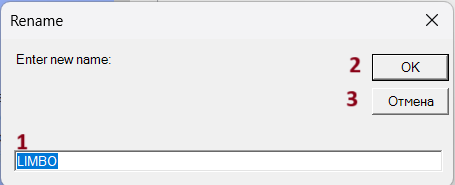 Rename
Enter new name:
2 OK
3 Отмена
1
LIMBO